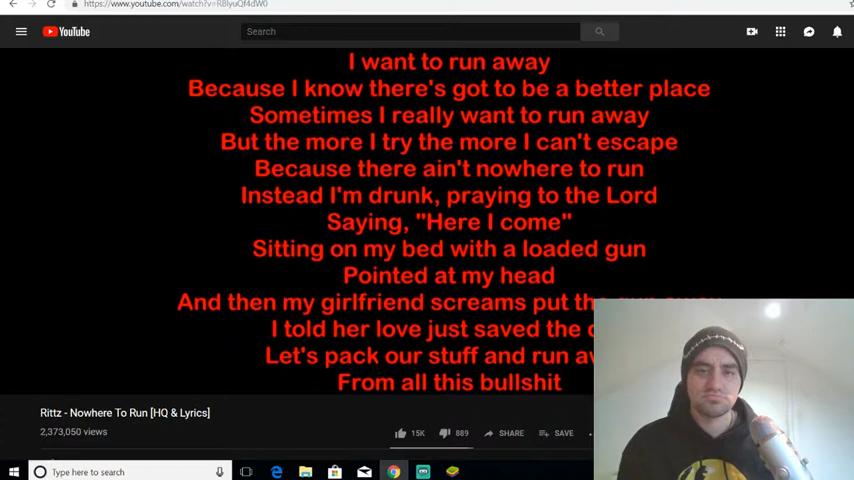 https://www.youtube.com/watch?v=RBlyuQf4dW0
YouTube
Search
I want to run away
Because I know there's got to be a better place
Sometimes I really want to run away
But the more I try the more I can't escape
Because there ain't nowhere to run
Instead I'm drunk, praying to the Lord
Saying, "Here I come"
Sitting on my bed with a loaded gun
Pointed at my head
And then my girlfriend screams put the
I told her love just saved the
Let's pack our stuff and run
From all this bullshit
Rittz - Nowhere To Run [HQ & Lyrics]
2,373,050 views
15K
889
SHARE
SAVE
Type here to search